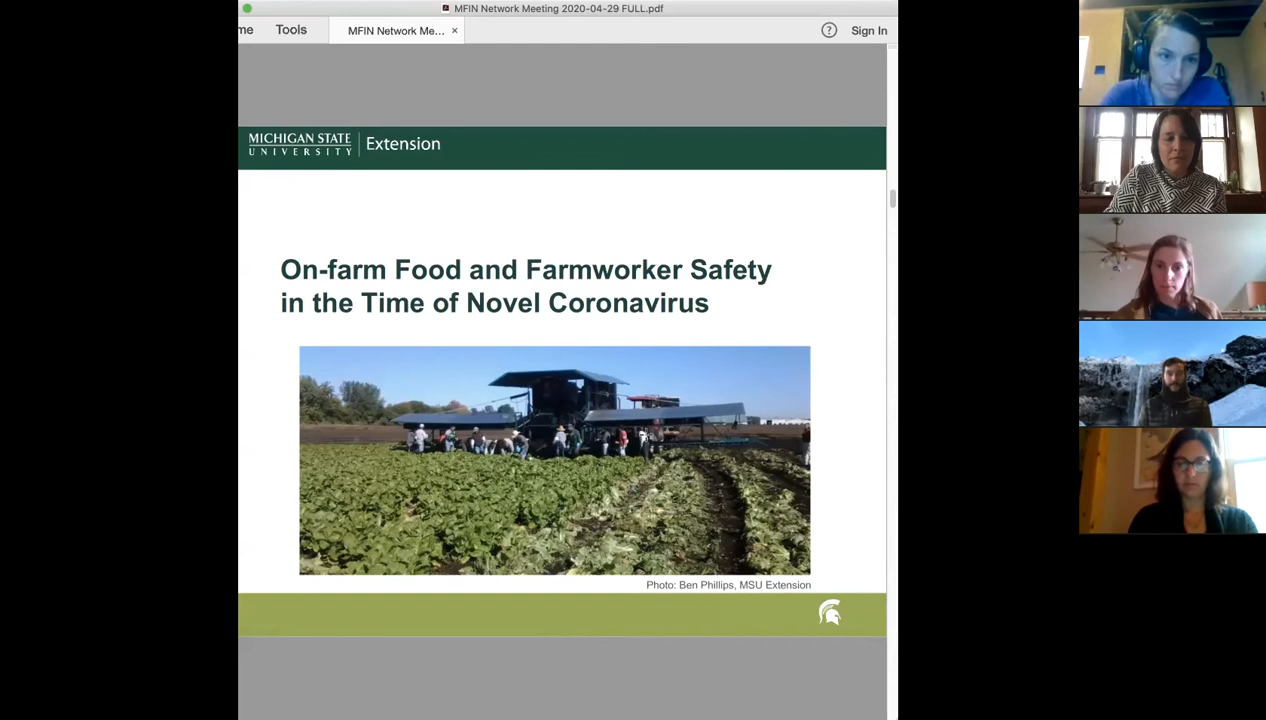 MFIN Network Meeting 2020-04-29 FULL.pdf
me
Tools
MFIN Network Me... ×
? Sign In
MICHIGAN STATE
UNIVERSITY
Extension
On-farm Food and Farmworker Safety
in the Time of Novel Coronavirus
Photo: Ben Phillips, MSU Extension